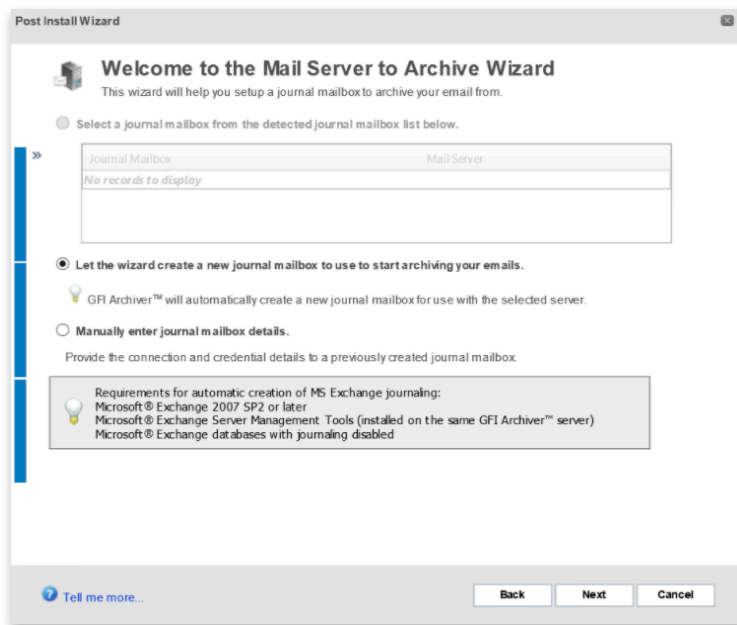 Post Install Wizard
Welcome to the Mail Server to Archive Wizard
This wizard will help you setup a journal mailbox to archive your email from.
Select a journal mailbox from the detected journal mailbox list below.
»
Journal Mailbox Mail Server
No records to display
Let the wizard create a new journal mailbox to use to start archiving your emails.
GFI Archiver™ will automatically create a new journal mailbox for use with the selected server.
Manually enter journal mailbox details.
Provide the connection and credential details to a previously created journal mailbox.
Requirements for automatic creation of MS Exchange journaling:
Microsoft® Exchange 2007 SP2 or later
Microsoft® Exchange Server Management Tools (installed on the same GFI Archiver™ server)
Microsoft® Exchange databases with journaling disabled
Tell me more... Back Next Cancel